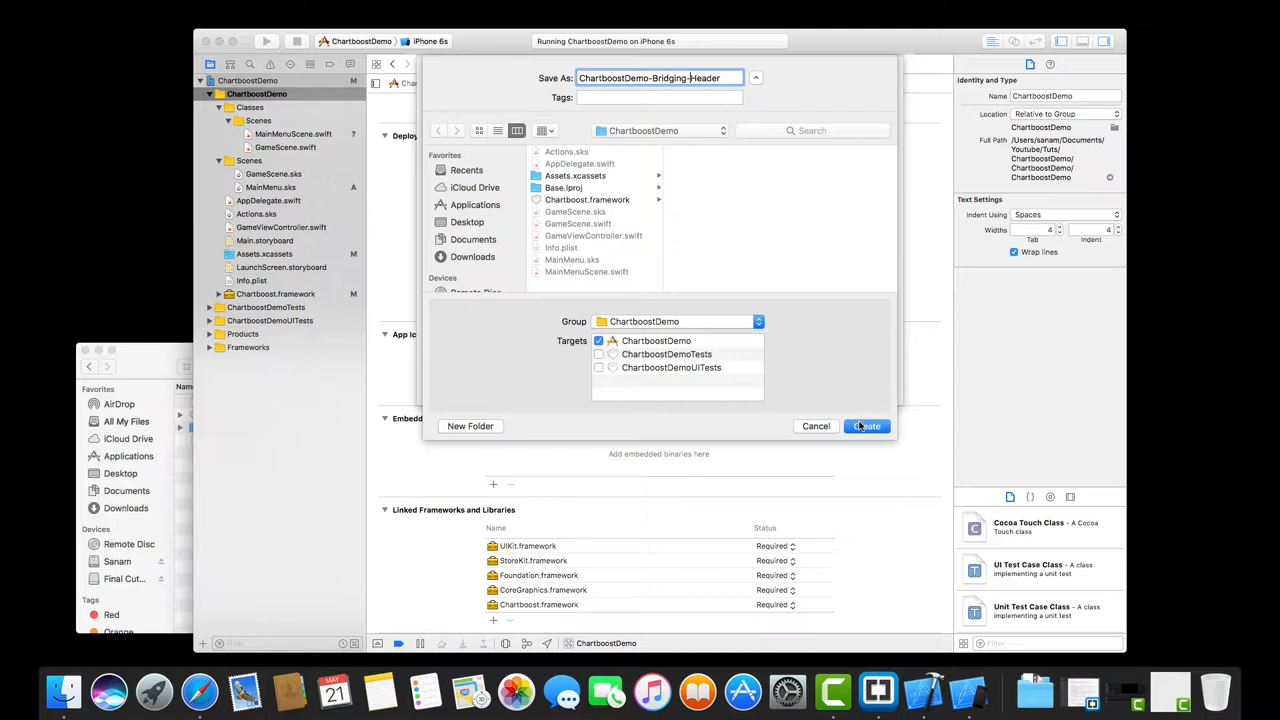 ChartboostDemo
iPhone 6s
Running ChartboostDemo on iPhone 6s
ChartboostDemo M
ChartboostDemo
Classes
Scenes
MainMenuScene.swift ?
GameScene.swift
Scenes
GameScene.sks
MainMenu.sks A
AppDelegate.swift
Actions.sks
GameViewController.swift
Main.storyboard
Assets.xcassets M
LaunchScreen.storyboard
Info.plist
Chartboost.framework M
ChartboostDemoTests
ChartboostDemoUITests
Products
Frameworks
Save As: ChartboostDemo-Bridging-Header
Tags:
ChartboostDemo
Search
Favorites
Recents
iCloud Drive
Applications
Desktop
Documents
Downloads
Devices
Actions.sks
AppDelegate.swift
Assets.xcassets
Base.lproj
Chartboost.framework
GameScene.sks
GameScene.swift
GameViewController.swift
Info.plist
MainMenu.sks
MainMenuScene.swift
Group ChartboostDemo
Targets ChartboostDemo
ChartboostDemoTests
ChartboostDemoUITests
New Folder
Cancel
Create
Add embedded binaries here
Linked Frameworks and Libraries
Name Status
UIKit.framework Required
StoreKit.framework Required
Foundation.framework Required
CoreGraphics.framework Required
Chartboost.framework Required
ChartboostDemo
Filter
Identity and Type
Name ChartboostDemo
Location Relative to Group
ChartboostDemo
Full Path /Users/sanam/Documents/
Youtube/Tuts/
ChartboostDemo/
ChartboostDemo/
ChartboostDemo
Text Settings
Indent Using Spaces
Widths 4 4
Tab Indent
Wrap lines
Cocoa Touch Class - A Cocoa
Touch class
UI Test Case Class - A class
implementing a unit test
Unit Test Case Class - A class
implementing a unit test
Filter
Favorites
AirDrop
All My Files
iCloud Drive
Applications
Desktop
Documents
Downloads
Devices
Remote Disc
Sanam
Final Cut...
Tags
Red
MAY
21